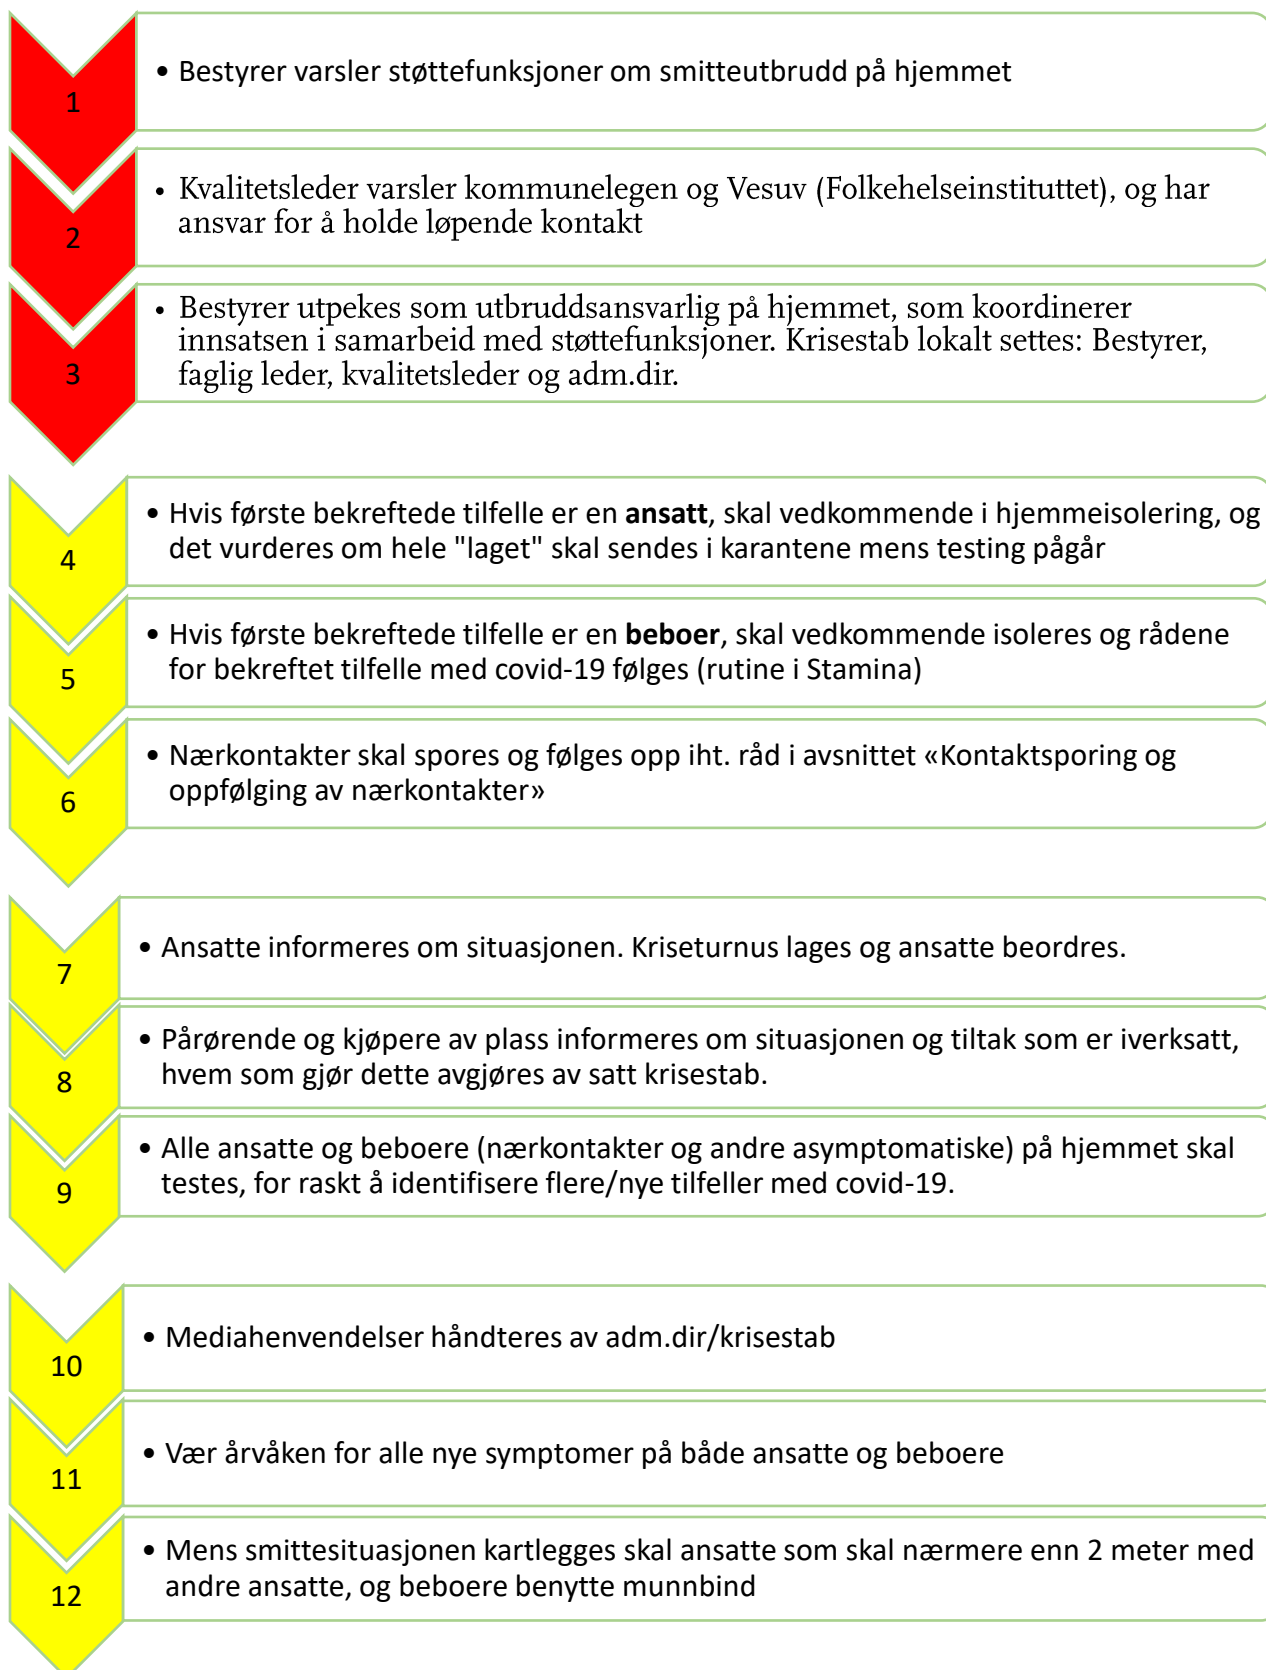 1
• Bestyrer varsler støttefunksjoner om smitteutbrudd på hjemmet
2
• Kvalitetsleder varsler kommunelegen og Vesuv (Folkehelseinstituttet), og har
ansvar for å holde løpende kontakt
3
• Bestyrer utpekes som utbruddsansvarlig på hjemmet, som koordinerer
innsatsen i samarbeid med støttefunksjoner. Krisestab lokalt settes: Bestyrer,
faglig leder, kvalitetsleder og adm.dir.
4
• Hvis første bekreftede tilfelle er en ansatt, skal vedkommende i hjemmeisolering, og
det vurderes om hele "laget" skal sendes i karantene mens testing pågår
5
• Hvis første bekreftede tilfelle er en beboer, skal vedkommende isoleres og rådene
for bekreftet tilfelle med covid-19 følges (rutine i Stamina)
6
• Nærkontakter skal spores og følges opp iht. råd i avsnittet «Kontaktsporing og
oppfølging av nærkontakter»
7
• Ansatte informeres om situasjonen. Kriseturnus lages og ansatte beordres.
8
• Pårørende og kjøpere av plass informeres om situasjonen og tiltak som er iverksatt,
hvem som gjør dette avgjøres av satt krisestab.
9
• Alle ansatte og beboere (nærkontakter og andre asymptomatiske) på hjemmet skal
testes, for raskt å identifisere flere/nye tilfeller med covid-19.
10
• Mediahenvendelser håndteres av adm.dir/krisestab
11
• Vær årvåken for alle nye symptomer på både ansatte og beboere
12
• Mens smittesituasjonen kartlegges skal ansatte som skal nærmere enn 2 meter med
andre ansatte, og beboere benytte munnbind